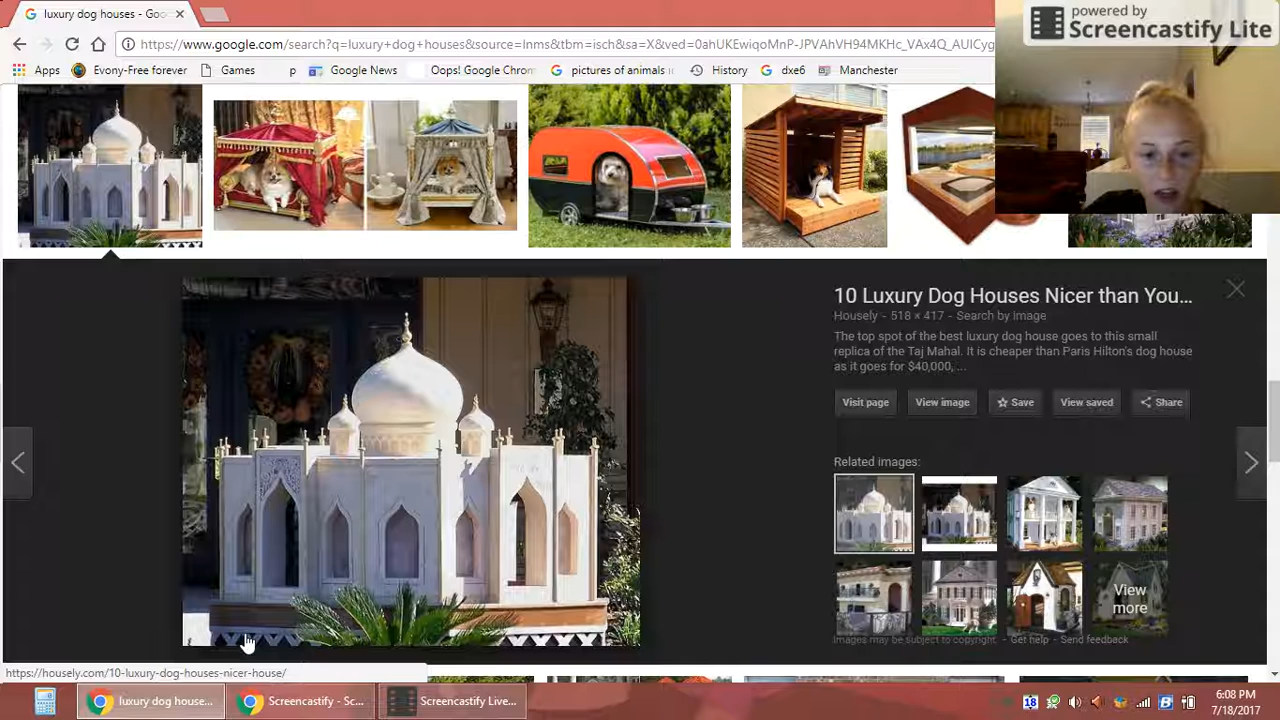 luxury dog houses - Goo
powered by
Screencastify Lite
https://www.google.com/search?q=luxury+dog+houses&source=lnms&tbm=isch&sa=X&ved=0ahUKEwiqoMnP-JPVAhVH94MKHc_VAx4Q_AUICyg
Apps
Evony-Free forever
Games
p
Google News
Oops! Google Chrom
pictures of animals i
History
dxe6
Manchester
10 Luxury Dog Houses Nicer than You...
Housely - 518 × 417 - Search by Image
The top spot of the best luxury dog house goes to this small
replica of the Taj Mahal. It is cheaper than Paris Hilton's dog house
as it goes for $40,000, ...
Visit page
View image
Save
View saved
Share
Related images:
View
more
Images may be subject to copyright. - Get help - Send feedback
https://housely.com/10-luxury-dog-houses-nicer-house/
luxury dog house...
Screencastify - Sc...
Screencastify Live...
18
B
6:08 PM
7/18/2017